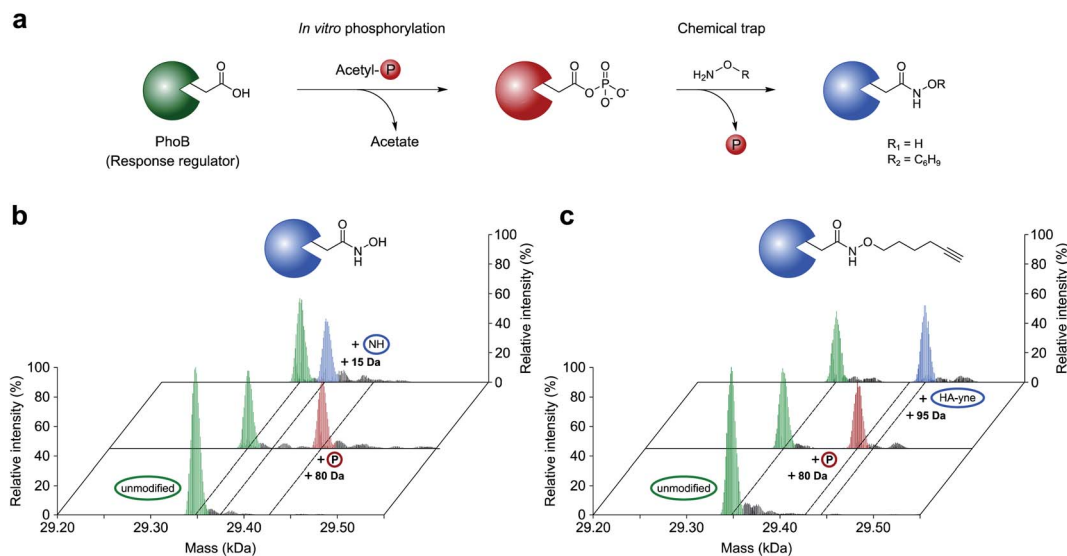 a
In vitro phosphorylation
Chemical trap
Acetyl-P
Acetate
P
O
OH
O
O
P
O
O-
O-
H2N
O
R
O
N
H
OR
PhoB
(Response regulator)
R1 = H
R2 = C6H9
b
O
N
H
OH
100
80
60
40
20
0
Relative intensity (%)
+ NH
+ 15 Da
100
80
60
40
20
0
Relative intensity (%)
+ P
+ 80 Da
unmodified
29.20
29.30
29.40
29.50
Mass (kDa)
c
O
N
H
O
100
80
60
40
20
0
Relative intensity (%)
+ HA-yne
+ 95 Da
100
80
60
40
20
0
Relative intensity (%)
+ P
+ 80 Da
unmodified
29.20
29.30
29.40
29.50
Mass (kDa)